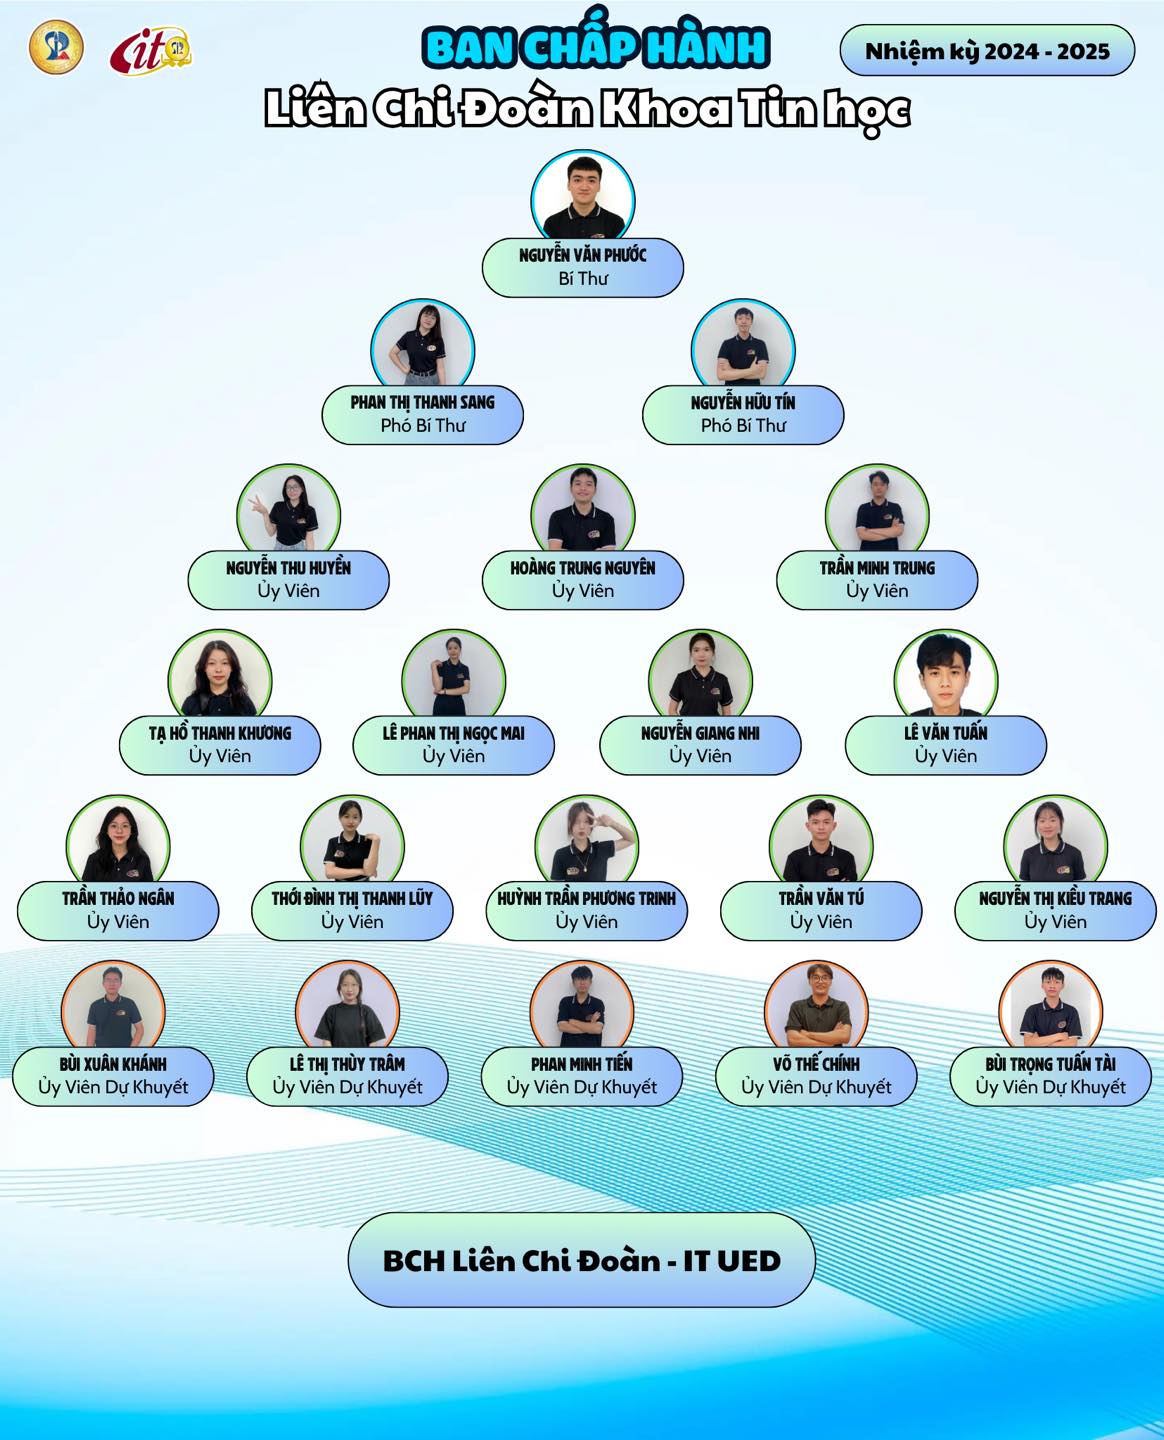 it
BAN CHẤP HÀNH
Nhiệm kỳ 2024 - 2025
Liên Chi Đoàn Khoa Tin học
NGUYỄN VĂN PHƯỚC
Bí Thư
PHAN THỊ THANH SANG
Phó Bí Thư
NGUYỄN HỮU TÍN
Phó Bí Thư
NGUYỄN THU HUYỀN
Ủy Viên
HOÀNG TRUNG NGUYÊN
Ủy Viên
TRẦN MINH TRUNG
Ủy Viên
TẠ HỒ THANH KHƯƠNG
Ủy Viên
LÊ PHAN THỊ NGỌC MAI
Ủy Viên
NGUYỄN GIANG NHI
Ủy Viên
LÊ VĂN TUẤN
Ủy Viên
TRẦN THẢO NGÂN
Ủy Viên
THỚI ĐÌNH THỊ THANH LŨY
Ủy Viên
HUỲNH TRẦN PHƯƠNG TRINH
Ủy Viên
TRẦN VĂN TÚ
Ủy Viên
NGUYỄN THỊ KIỀU TRANG
Ủy Viên
BÙI XUÂN KHÁNH
Ủy Viên Dự Khuyết
LÊ THỊ THÙY TRÂM
Ủy Viên Dự Khuyết
PHAN MINH TIẾN
Ủy Viên Dự Khuyết
VÕ THẾ CHÍNH
Ủy Viên Dự Khuyết
BÙI TRỌNG TUẤN TÀI
Ủy Viên Dự Khuyết
BCH Liên Chi Đoàn - IT UED